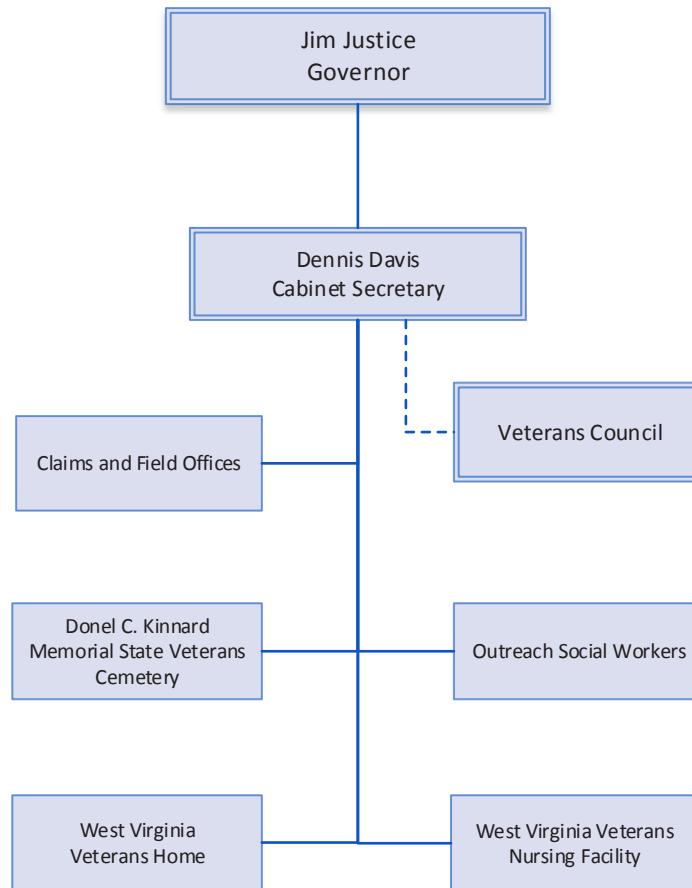 Jim Justice
Governor
Dennis Davis
Cabinet Secretary
Veterans Council
Claims and Field Offices
Donel C. Kinnard
Memorial State Veterans
Cemetery
Outreach Social Workers
West Virginia
Veterans Home
West Virginia Veterans
Nursing Facility